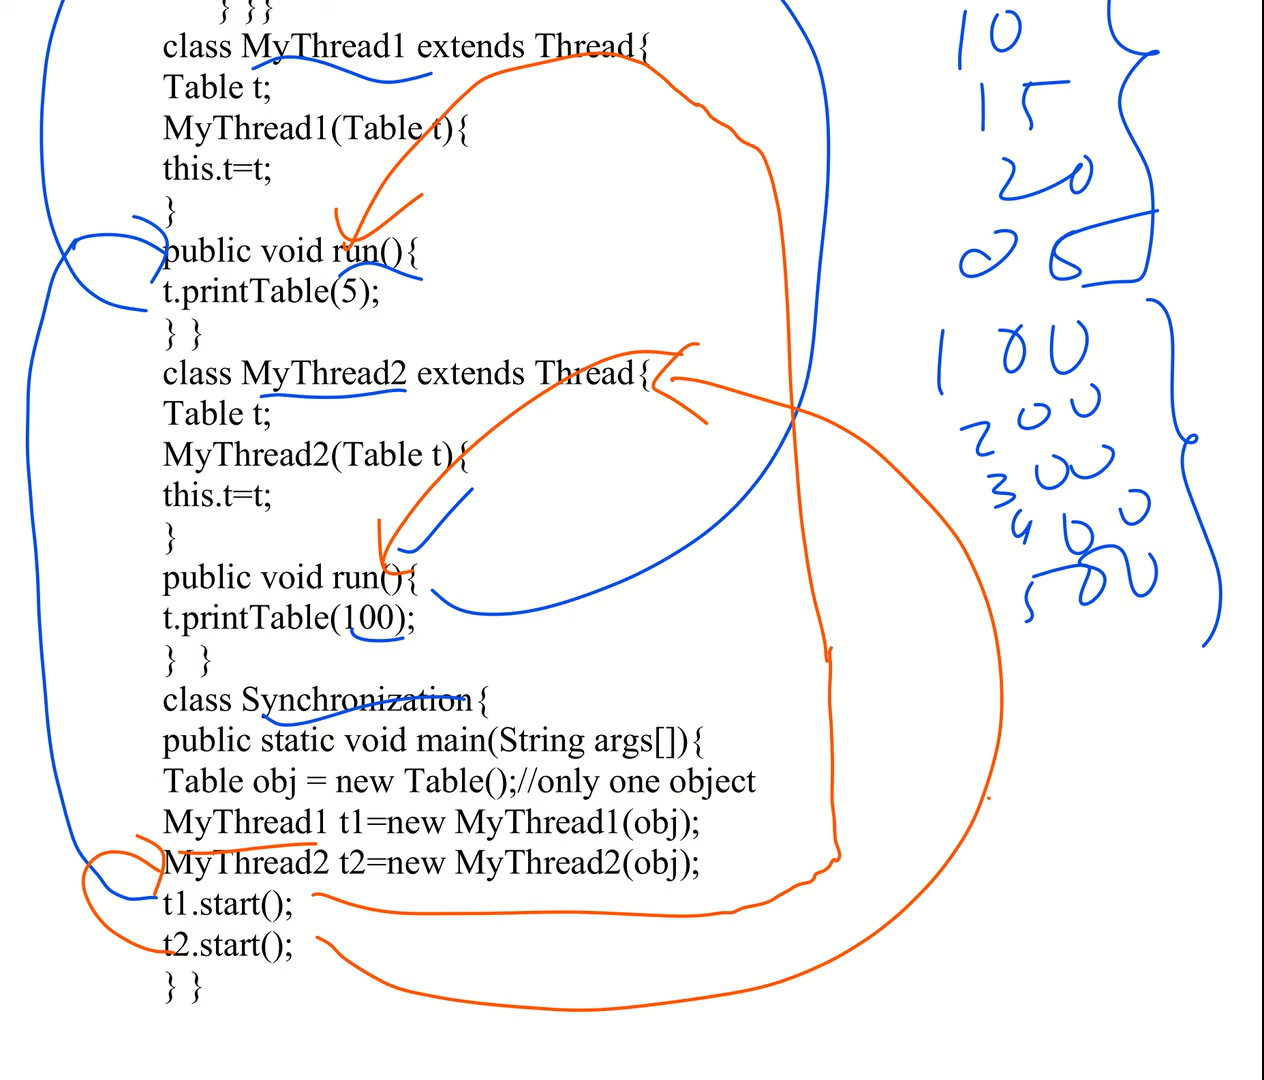 } }}
class MyThread1 extends Thread{
Table t;
MyThread1(Table t){
this.t=t;
}
public void run(){
t.printTable(5);
} }
class MyThread2 extends Thread{
Table t;
MyThread2(Table t){
this.t=t;
}
public void run(){
t.printTable(100);
} }
class Synchronization{
public static void main(String args[]){
Table obj = new Table();//only one object
MyThread1 t1=new MyThread1(obj);
MyThread2 t2=new MyThread2(obj);
t1.start();
t2.start();
} }
10
15
20
100
200
300
400
500